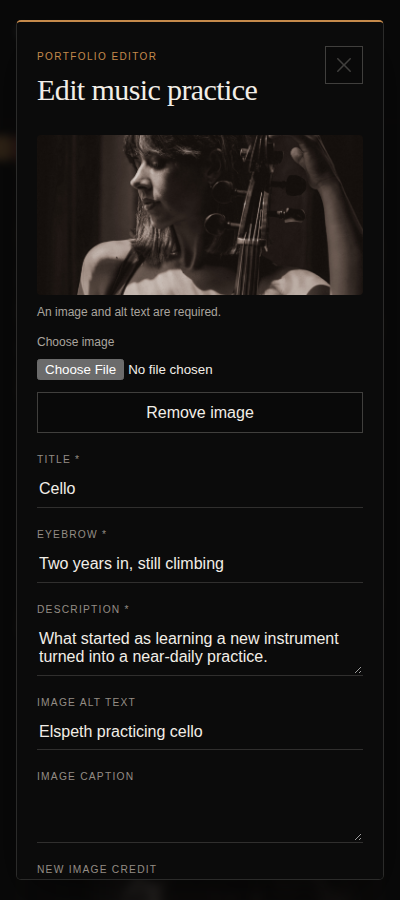 PORTFOLIO EDITOR
Edit music practice
An image and alt text are required.
Choose image
Choose File No file chosen
Remove image
TITLE *
Cello
EYEBROW *
Two years in, still climbing
DESCRIPTION *
What started as learning a new instrument
turned into a near-daily practice.
IMAGE ALT TEXT
Elspeth practicing cello
IMAGE CAPTION
NEW IMAGE CREDIT